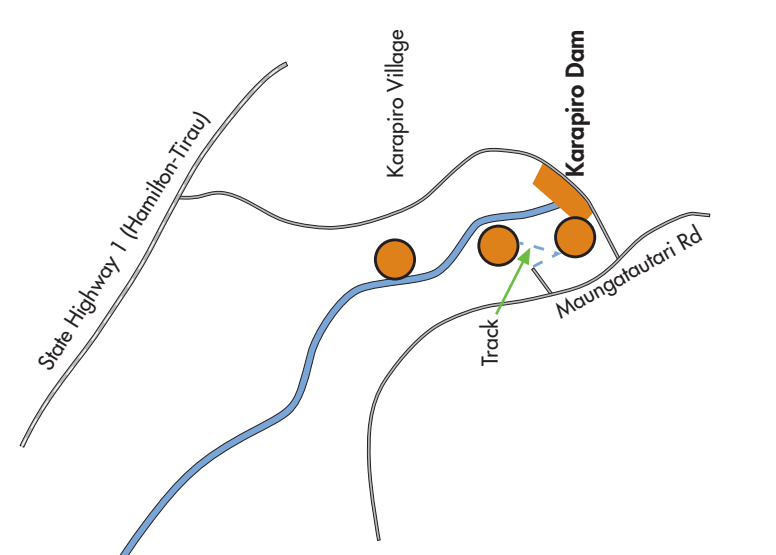 State Highway 1 (Hamilton-Tirau)
Karapiro Village
Karapiro Dam
Track
Maungatautari Rd